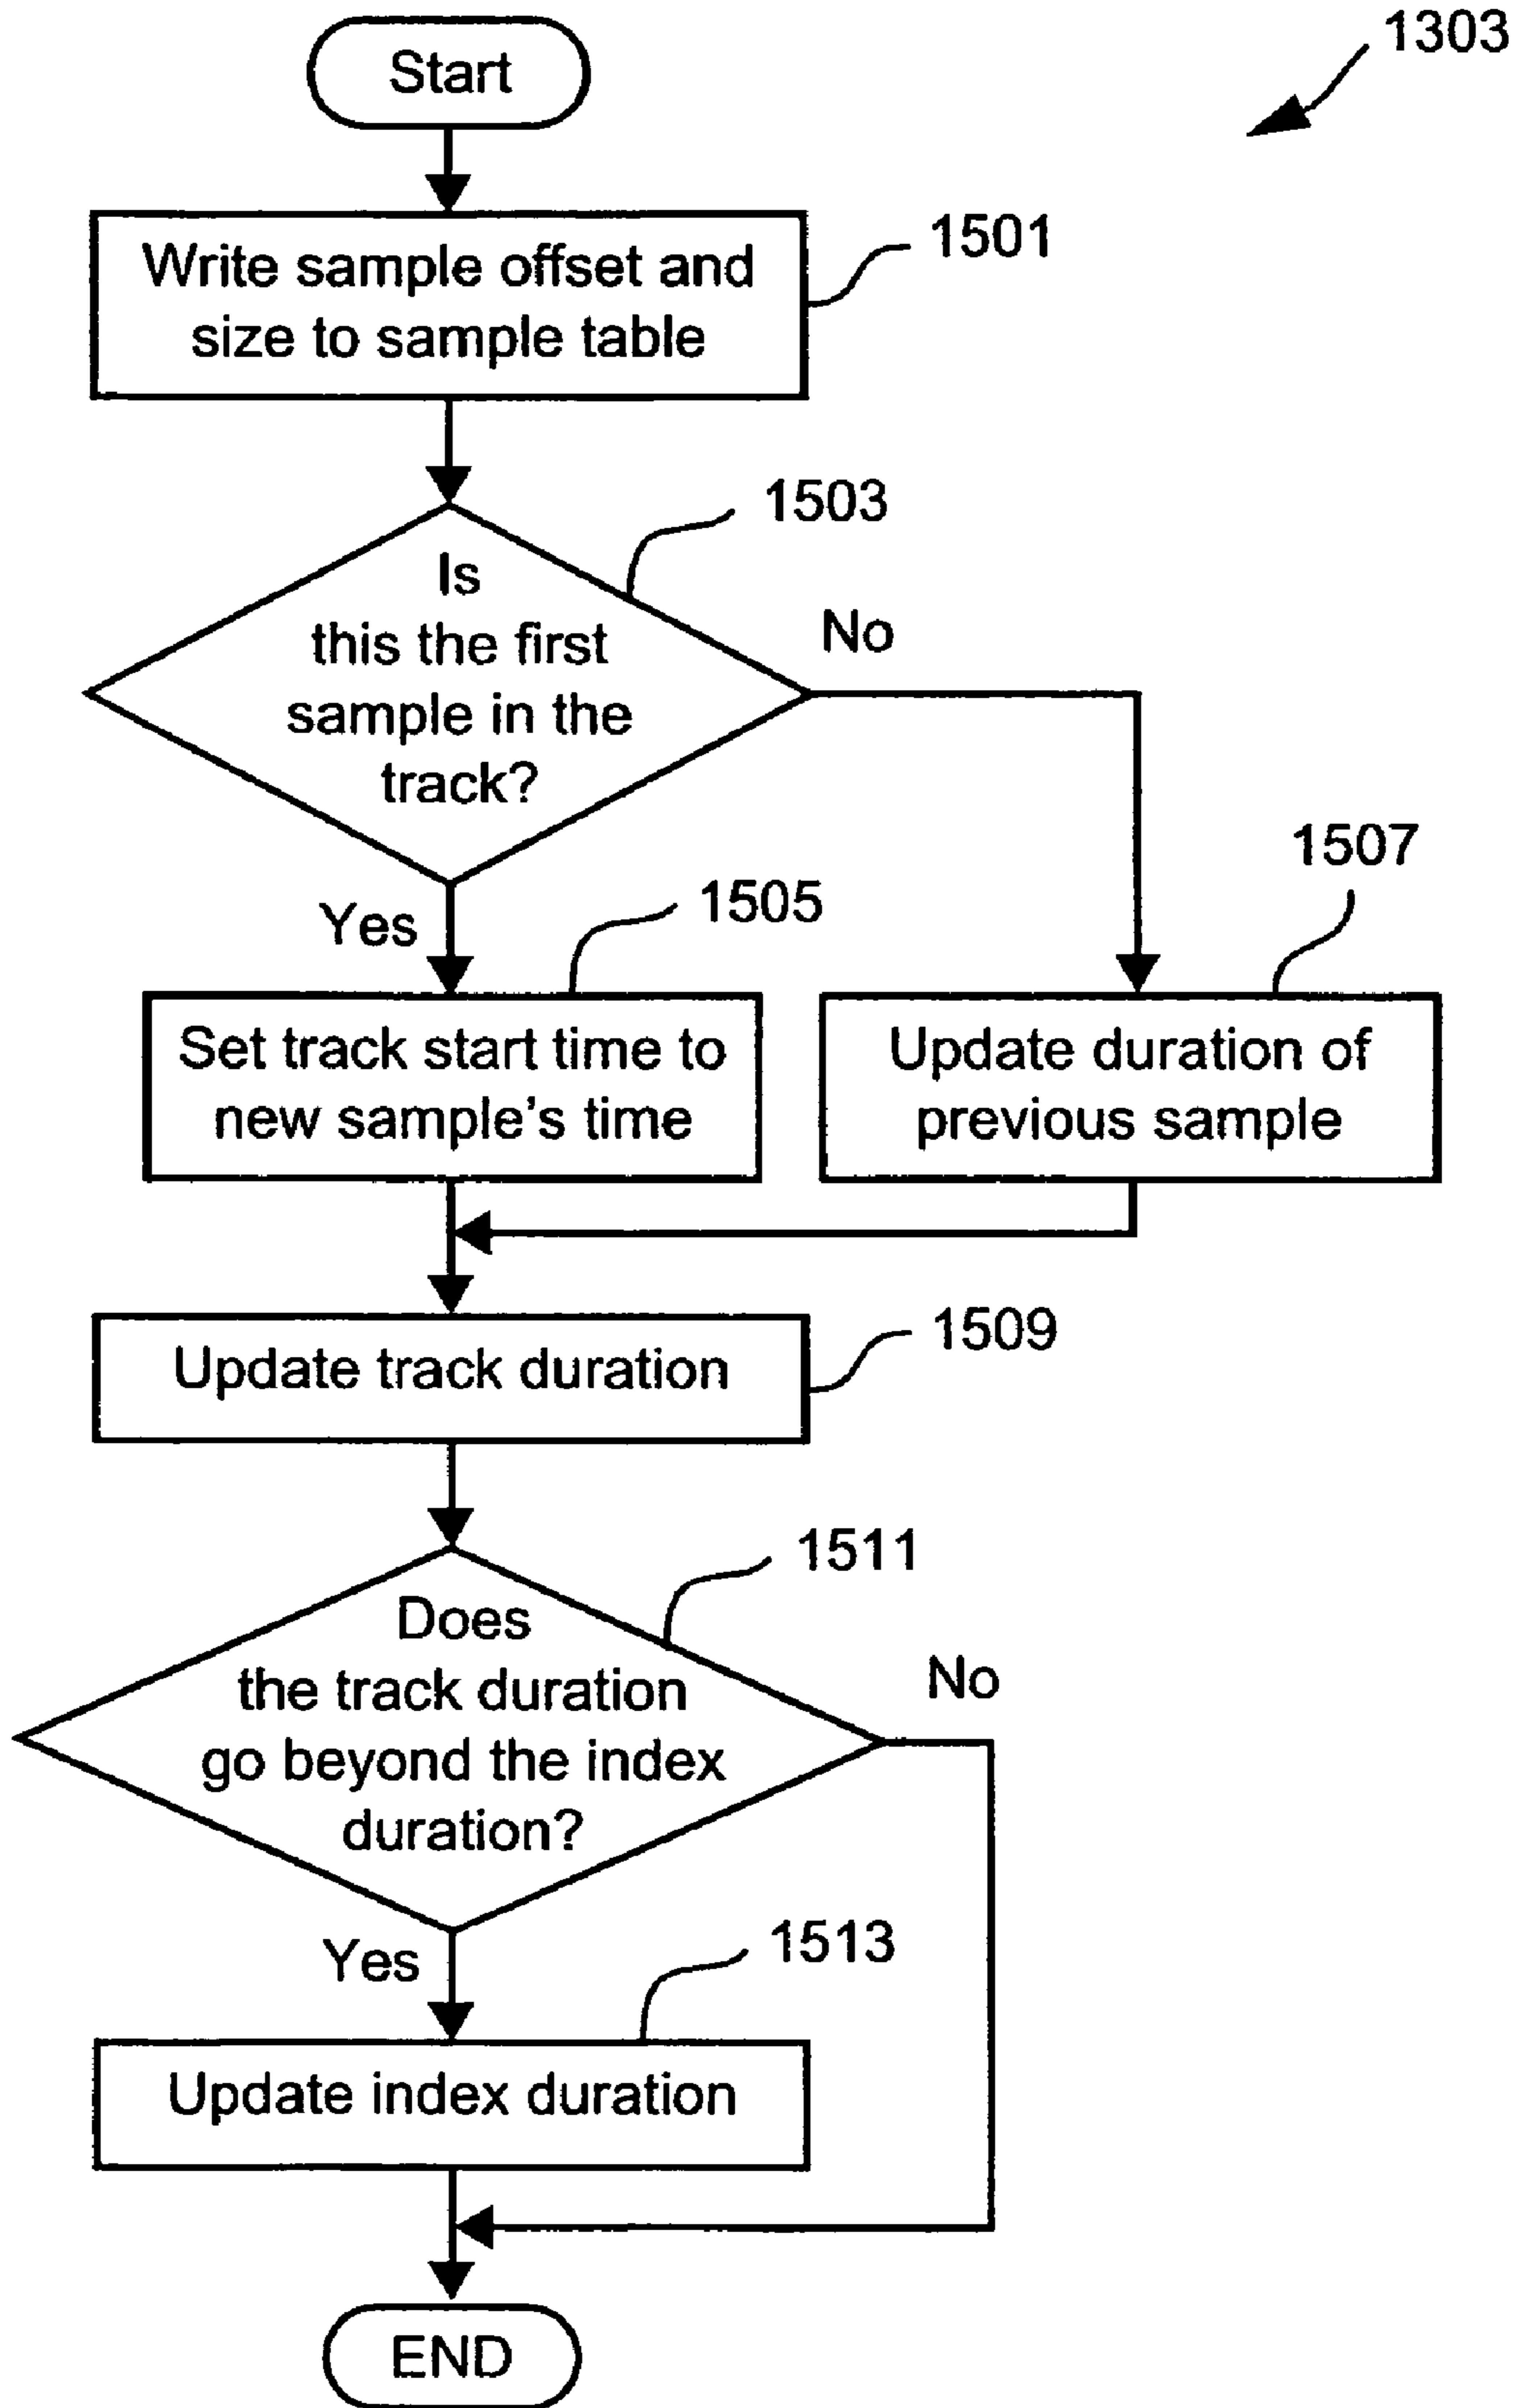 1303
Start
Write sample offset and
size to sample table
1501
1503
Is
this the first
sample in the
track?
No
Yes
1505
1507
Set track start time to
new sample's time
Update duration of
previous sample
Update track duration
1509
1511
Does
the track duration
go beyond the index
duration?
No
Yes
1513
Update index duration
END